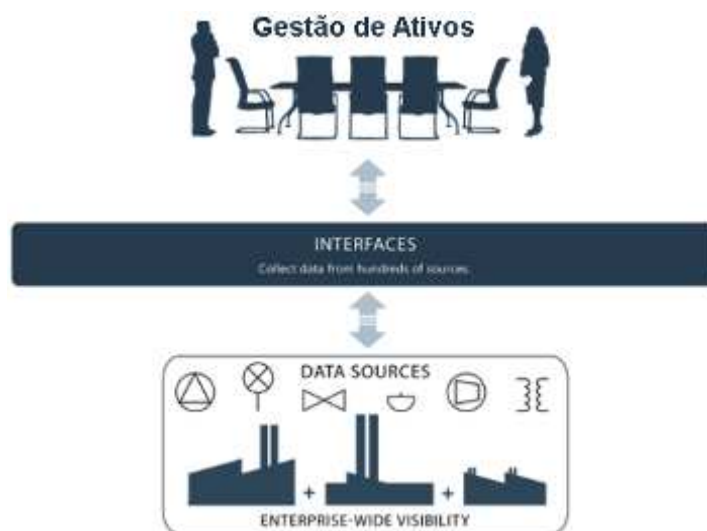 Gestão de Ativos
INTERFACES
Collect data from hundreds of sources
DATA SOURCES
+ +
ENTERPRISE-WIDE VISIBILITY